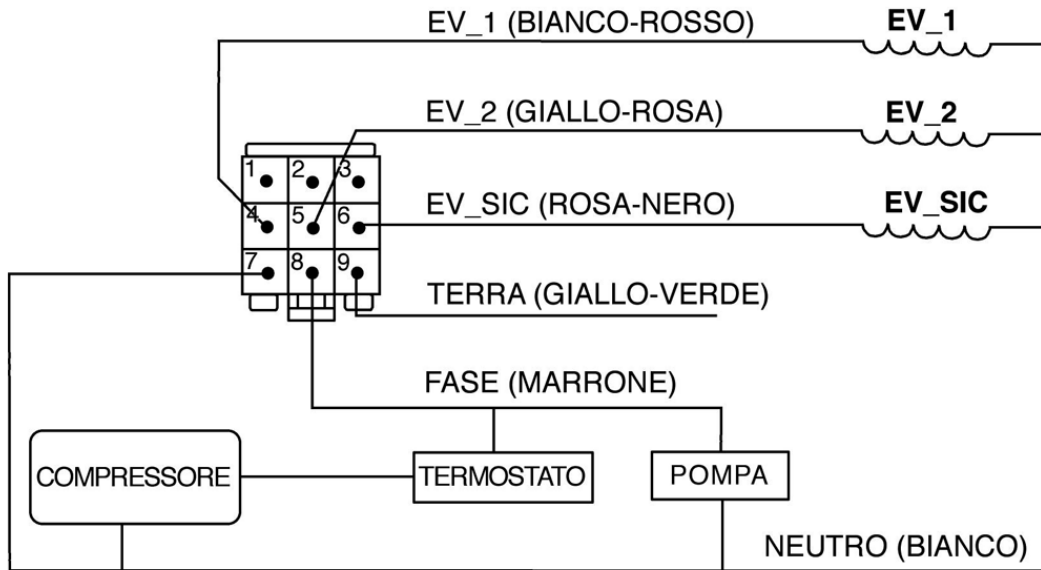 EV_1 (BIANCO-ROSSO) EV_1
EV_2 (GIALLO-ROSA) EV_2
1 2 3
4 5 6
EV_SIC (ROSA-NERO) EV_SIC
7 8 9
TERRA (GIALLO-VERDE)
FASE (MARRONE)
COMPRESSORE TERMOSTATO POMPA
NEUTRO (BIANCO)